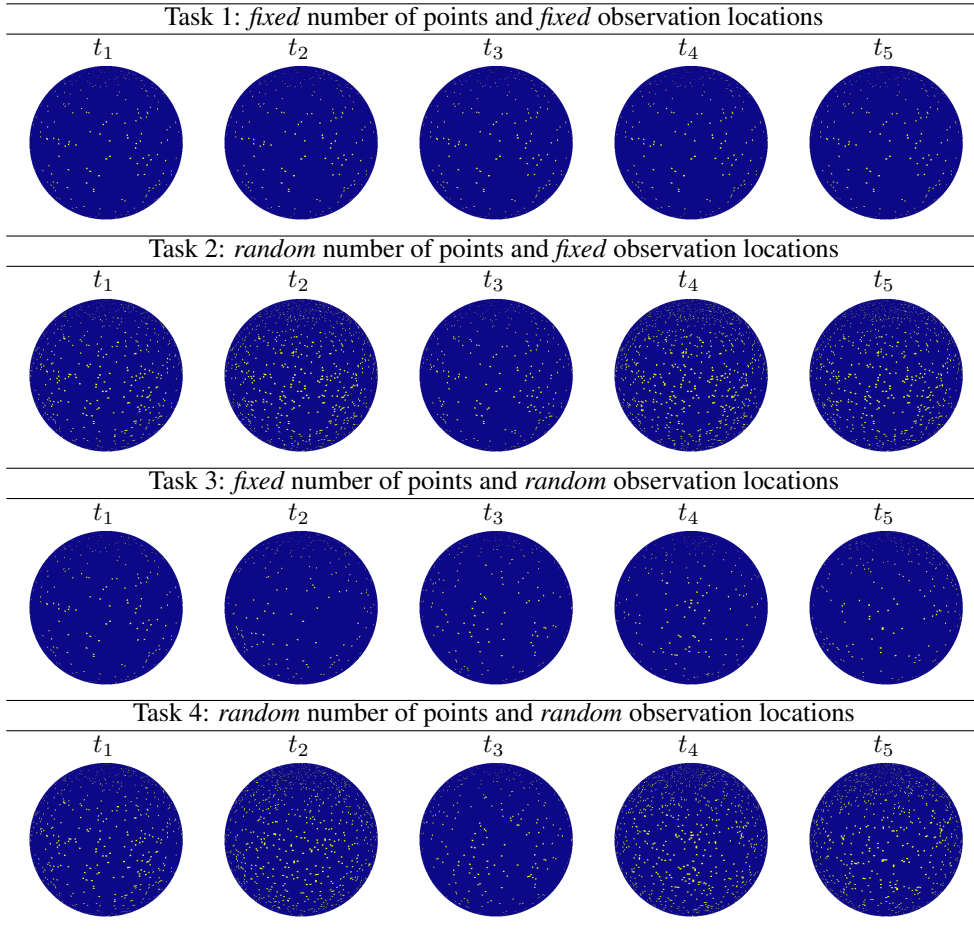 Task 1: fixed number of points and fixed observation locations
t1 t2 t3 t4 t5
Task 2: random number of points and fixed observation locations
t1 t2 t3 t4 t5
Task 3: fixed number of points and random observation locations
t1 t2 t3 t4 t5
Task 4: random number of points and random observation locations
t1 t2 t3 t4 t5